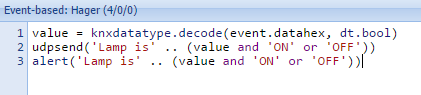 Event-based: Hager (4/0/0)
1 value = knxdatatype.decode(event.datahex, dt.bool)
2 udpsend('Lamp is' .. (value and 'ON' or 'OFF'))
3 alert('Lamp is' .. (value and 'ON' or 'OFF'))